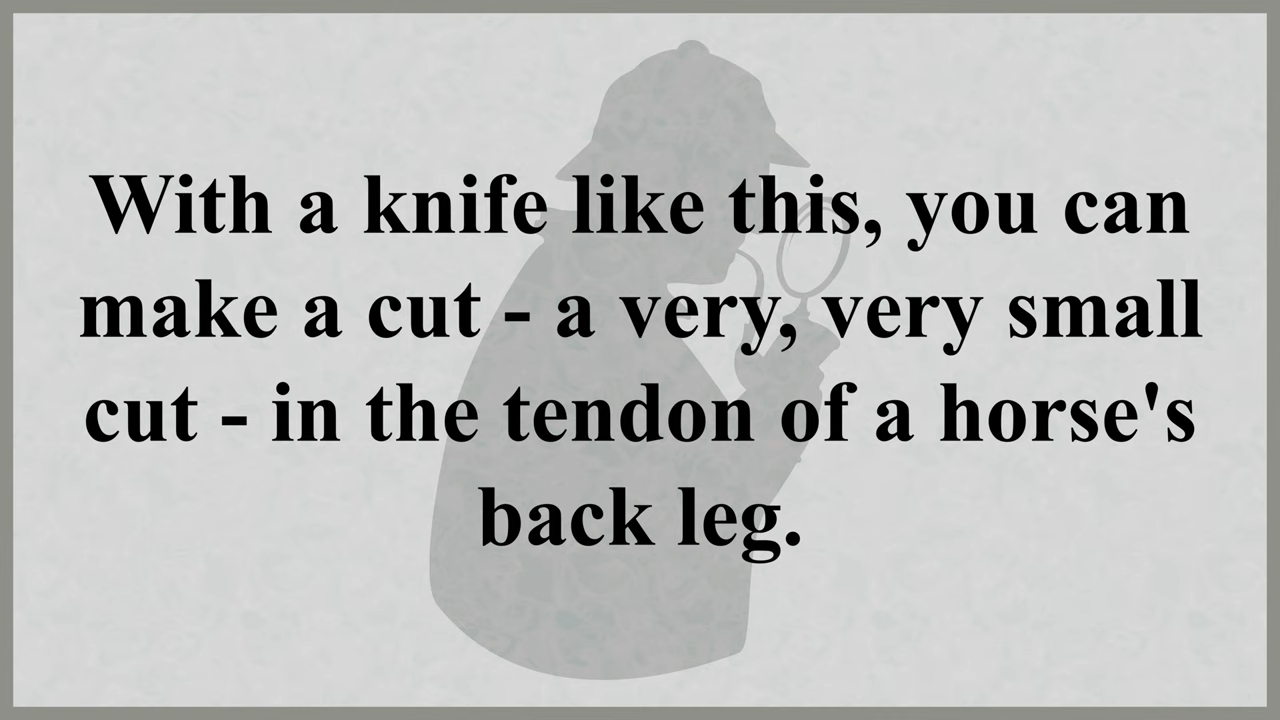 With a knife like this, you can
make a cut - a very, very small
cut - in the tendon of a horse's
back leg.